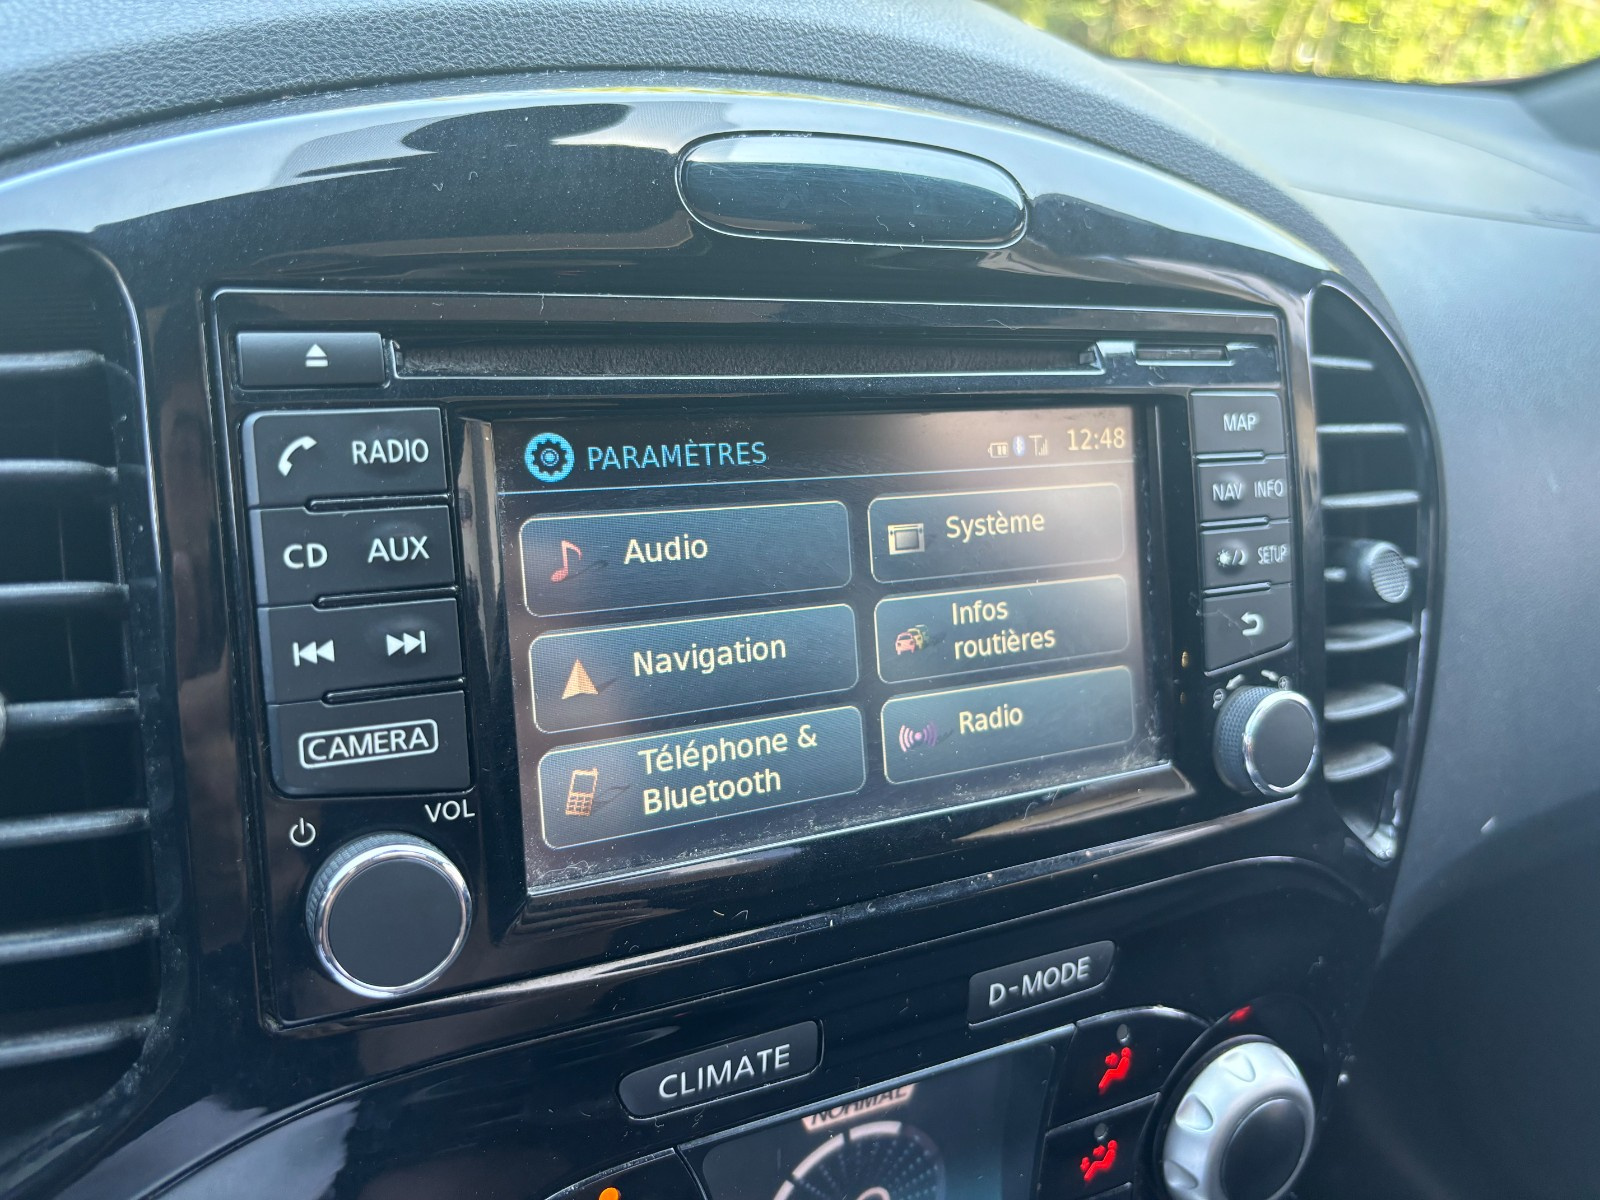 RADIO
CD AUX
CAMERA
VOL
PARAMÈTRES 12:48
Audio
Système
Navigation
Infos
routières
Téléphone &
Bluetooth
Radio
MAP
NAV INFO
SETUP
D-MODE
CLIMATE
NORMAL